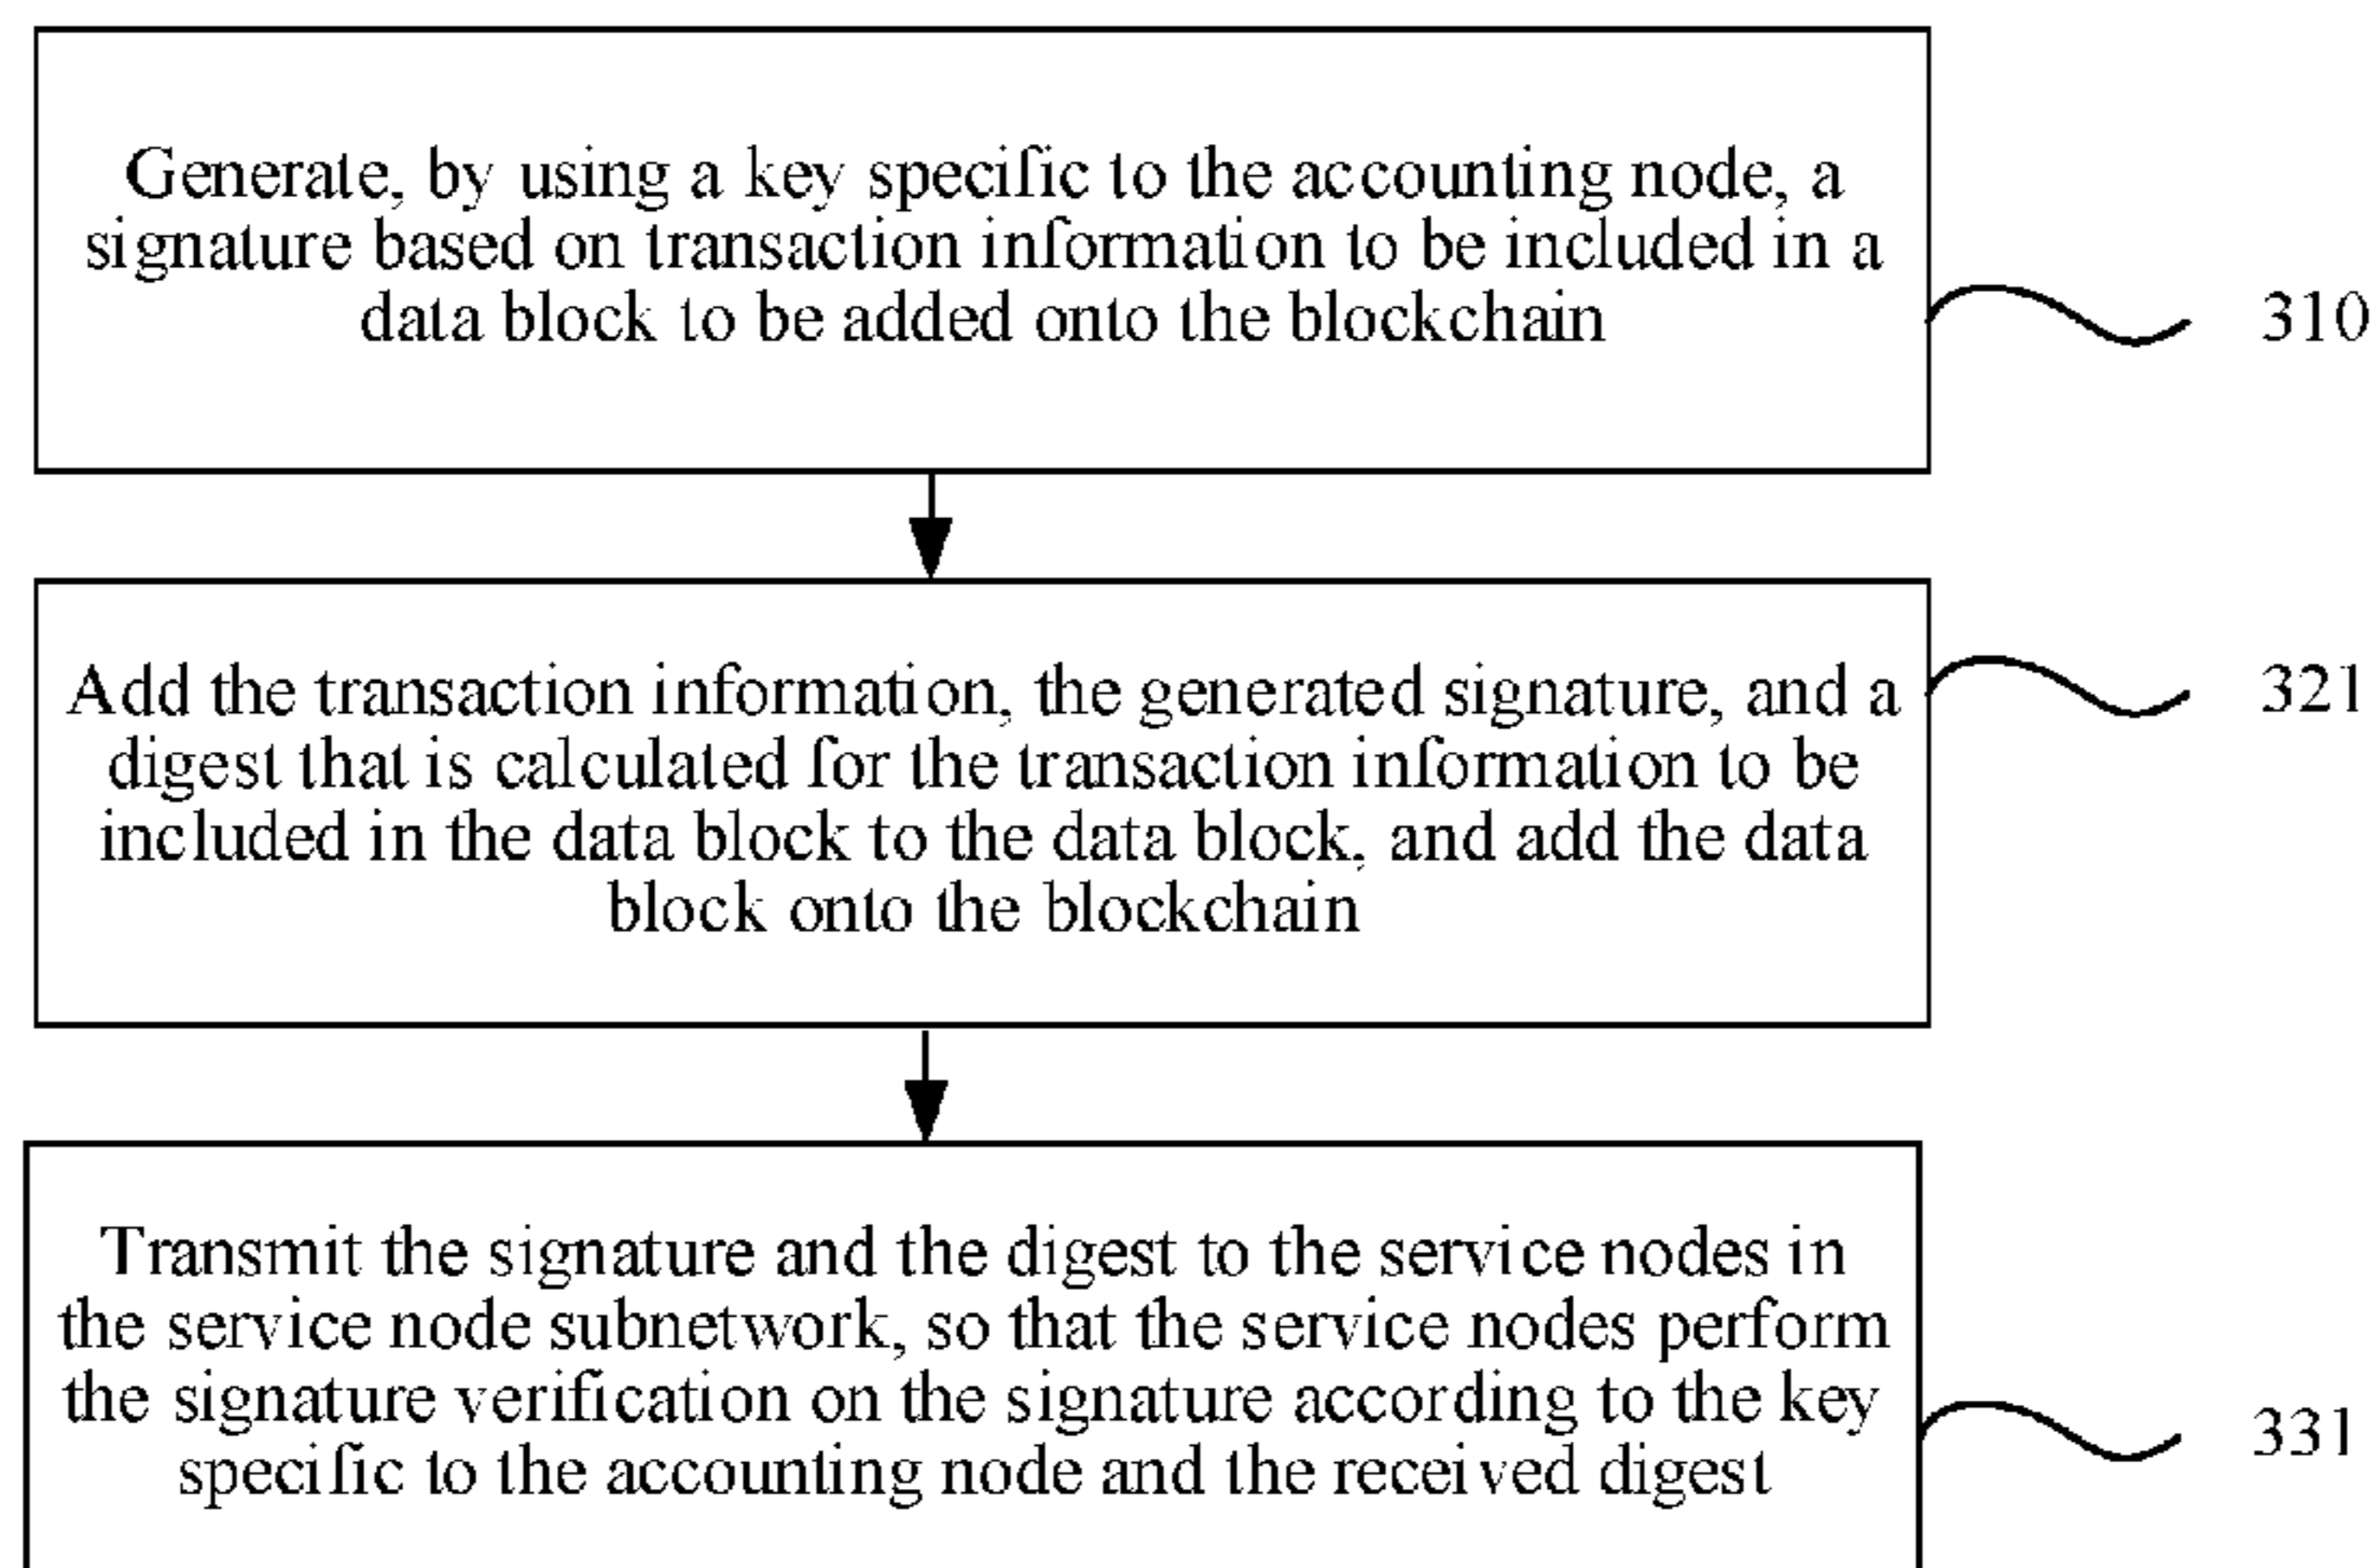 Generate, by using a key specific to the accounting node, a
signature based on transaction information to be included in a
data block to be added onto the blockchain
310
Add the transaction information, the generated signature, and a
digest that is calculated for the transaction information to be
included in the data block to the data block, and add the data
block onto the blockchain
321
Transmit the signature and the digest to the service nodes in
the service node subnetwork, so that the service nodes perform
the signature verification on the signature according to the key
specific to the accounting node and the received digest
331